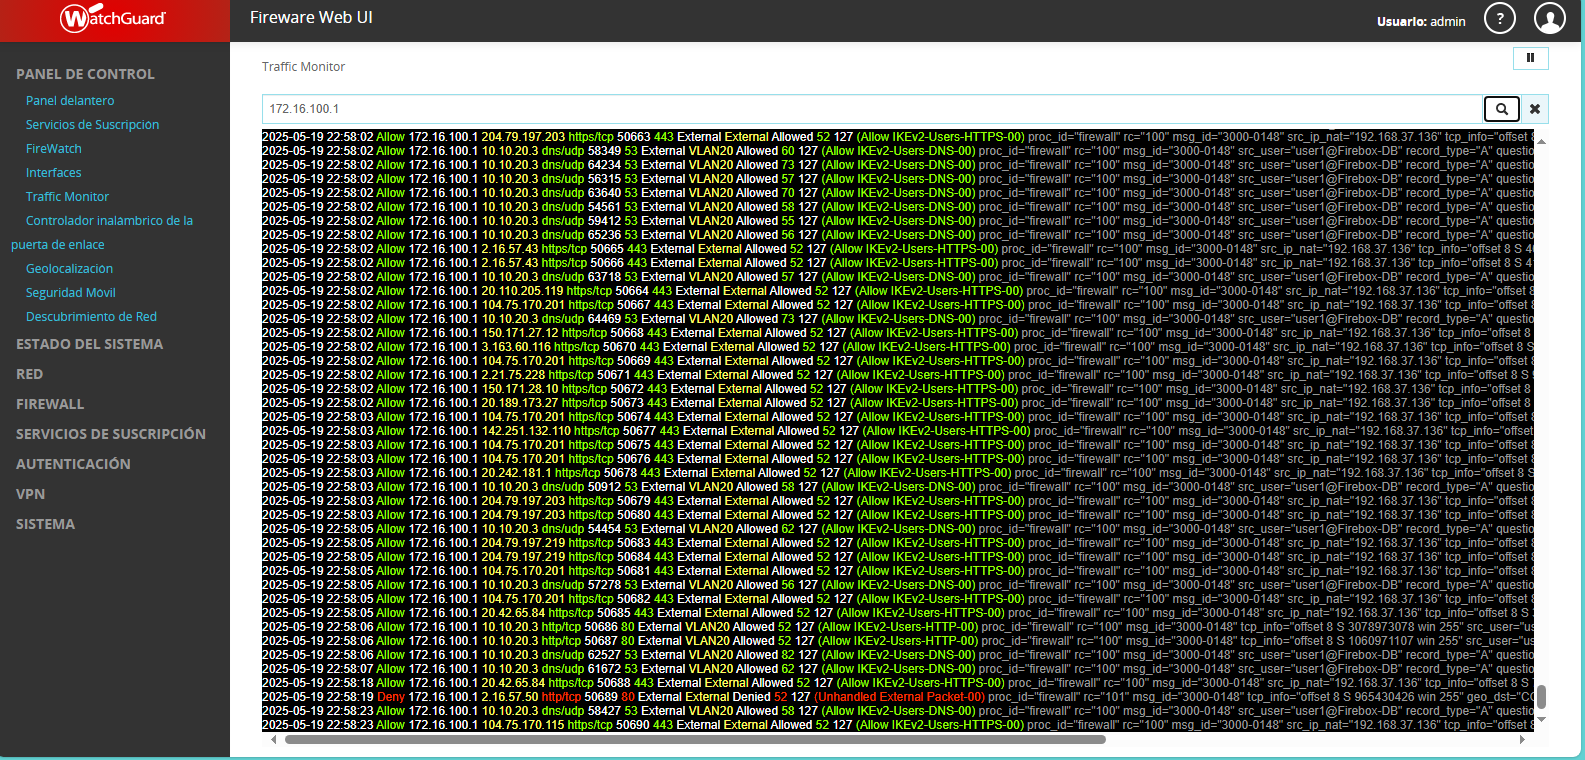 WatchGuard
Fireware Web UI
Usuario: admin
?
PANEL DE CONTROL
Panel delantero
Servicios de Suscripción
FireWatch
Interfaces
Traffic Monitor
Controlador inalámbrico de la
puerta de enlace
Geolocalización
Seguridad Móvil
Descubrimiento de Red
ESTADO DEL SISTEMA
RED
FIREWALL
SERVICIOS DE SUSCRIPCIÓN
AUTENTICACIÓN
VPN
SISTEMA
Traffic Monitor
172.16.100.1
2025-05-19 22:58:02 Allow 172.16.100.1 204.79.197.203 https/tcp 50663 443 External External Allowed 52 127 (Allow IKEv2-Users-HTTPS-00) proc_id="firewall" rc="100" msg_id="3000-0148" src_ip_nat="192.168.37.136" tcp_info="offset 8
2025-05-19 22:58:02 Allow 172.16.100.1 10.10.20.3 dns/udp 58349 53 External VLAN20 Allowed 60 127 (Allow IKEv2-Users-DNS-00) proc_id="firewall" rc="100" msg_id="3000-0148" src_user="user1@Firebox-DB" record_type="A" questio
2025-05-19 22:58:02 Allow 172.16.100.1 10.10.20.3 dns/udp 64234 53 External VLAN20 Allowed 73 127 (Allow IKEv2-Users-DNS-00) proc_id="firewall" rc="100" msg_id="3000-0148" src_user="user1@Firebox-DB" record_type="A" questio
2025-05-19 22:58:02 Allow 172.16.100.1 10.10.20.3 dns/udp 56315 53 External VLAN20 Allowed 57 127 (Allow IKEv2-Users-DNS-00) proc_id="firewall" rc="100" msg_id="3000-0148" src_user="user1@Firebox-DB" record_type="A" questio
2025-05-19 22:58:02 Allow 172.16.100.1 10.10.20.3 dns/udp 63640 53 External VLAN20 Allowed 70 127 (Allow IKEv2-Users-DNS-00) proc_id="firewall" rc="100" msg_id="3000-0148" src_user="user1@Firebox-DB" record_type="A" questio
2025-05-19 22:58:02 Allow 172.16.100.1 10.10.20.3 dns/udp 54561 53 External VLAN20 Allowed 58 127 (Allow IKEv2-Users-DNS-00) proc_id="firewall" rc="100" msg_id="3000-0148" src_user="user1@Firebox-DB" record_type="A" questio
2025-05-19 22:58:02 Allow 172.16.100.1 10.10.20.3 dns/udp 59412 53 External VLAN20 Allowed 55 127 (Allow IKEv2-Users-DNS-00) proc_id="firewall" rc="100" msg_id="3000-0148" src_user="user1@Firebox-DB" record_type="A" questio
2025-05-19 22:58:02 Allow 172.16.100.1 10.10.20.3 dns/udp 65236 53 External VLAN20 Allowed 56 127 (Allow IKEv2-Users-DNS-00) proc_id="firewall" rc="100" msg_id="3000-0148" src_user="user1@Firebox-DB" record_type="A" questio
2025-05-19 22:58:02 Allow 172.16.100.1 2.16.57.43 https/tcp 50665 443 External External Allowed 52 127 (Allow IKEv2-Users-HTTPS-00) proc_id="firewall" rc="100" msg_id="3000-0148" src_ip_nat="192.168.37.136" tcp_info="offset 8 S 40
2025-05-19 22:58:02 Allow 172.16.100.1 2.16.57.43 https/tcp 50666 443 External External Allowed 52 127 (Allow IKEv2-Users-HTTPS-00) proc_id="firewall" rc="100" msg_id="3000-0148" src_ip_nat="192.168.37.136" tcp_info="offset 8 S 4
2025-05-19 22:58:02 Allow 172.16.100.1 10.10.20.3 dns/udp 63718 53 External VLAN20 Allowed 57 127 (Allow IKEv2-Users-DNS-00) proc_id="firewall" rc="100" msg_id="3000-0148" src_user="user1@Firebox-DB" record_type="A" questio
2025-05-19 22:58:02 Allow 172.16.100.1 20.110.205.119 https/tcp 50664 443 External External Allowed 52 127 (Allow IKEv2-Users-HTTPS-00) proc_id="firewall" rc="100" msg_id="3000-0148" src_ip_nat="192.168.37.136" tcp_info="offset 8
2025-05-19 22:58:02 Allow 172.16.100.1 104.75.170.201 https/tcp 50667 443 External External Allowed 52 127 (Allow IKEv2-Users-HTTPS-00) proc_id="firewall" rc="100" msg_id="3000-0148" src_ip_nat="192.168.37.136" tcp_info="offset 8
2025-05-19 22:58:02 Allow 172.16.100.1 10.10.20.3 dns/udp 64469 53 External VLAN20 Allowed 73 127 (Allow IKEv2-Users-DNS-00) proc_id="firewall" rc="100" msg_id="3000-0148" src_user="user1@Firebox-DB" record_type="A" questio
2025-05-19 22:58:02 Allow 172.16.100.1 150.171.27.12 https/tcp 50668 443 External External Allowed 52 127 (Allow IKEv2-Users-HTTPS-00) proc_id="firewall" rc="100" msg_id="3000-0148" src_ip_nat="192.168.37.136" tcp_info="offset 8
2025-05-19 22:58:02 Allow 172.16.100.1 3.163.60.116 https/tcp 50670 443 External External Allowed 52 127 (Allow IKEv2-Users-HTTPS-00) proc_id="firewall" rc="100" msg_id="3000-0148" src_ip_nat="192.168.37.136" tcp_info="offset 8 S
2025-05-19 22:58:02 Allow 172.16.100.1 104.75.170.201 https/tcp 50669 443 External External Allowed 52 127 (Allow IKEv2-Users-HTTPS-00) proc_id="firewall" rc="100" msg_id="3000-0148" src_ip_nat="192.168.37.136" tcp_info="offset 8
2025-05-19 22:58:02 Allow 172.16.100.1 2.21.75.228 https/tcp 50671 443 External External Allowed 52 127 (Allow IKEv2-Users-HTTPS-00) proc_id="firewall" rc="100" msg_id="3000-0148" src_ip_nat="192.168.37.136" tcp_info="offset 8 S
2025-05-19 22:58:02 Allow 172.16.100.1 150.171.28.10 https/tcp 50672 443 External External Allowed 52 127 (Allow IKEv2-Users-HTTPS-00) proc_id="firewall" rc="100" msg_id="3000-0148" src_ip_nat="192.168.37.136" tcp_info="offset 8
2025-05-19 22:58:02 Allow 172.16.100.1 20.189.173.27 https/tcp 50673 443 External External Allowed 52 127 (Allow IKEv2-Users-HTTPS-00) proc_id="firewall" rc="100" msg_id="3000-0148" src_ip_nat="192.168.37.136" tcp_info="offset 8
2025-05-19 22:58:03 Allow 172.16.100.1 104.75.170.201 https/tcp 50674 443 External External Allowed 52 127 (Allow IKEv2-Users-HTTPS-00) proc_id="firewall" rc="100" msg_id="3000-0148" src_ip_nat="192.168.37.136" tcp_info="offset 8
2025-05-19 22:58:03 Allow 172.16.100.1 142.251.132.110 https/tcp 50677 443 External External Allowed 52 127 (Allow IKEv2-Users-HTTPS-00) proc_id="firewall" rc="100" msg_id="3000-0148" src_ip_nat="192.168.37.136" tcp_info="offset
2025-05-19 22:58:03 Allow 172.16.100.1 104.75.170.201 https/tcp 50675 443 External External Allowed 52 127 (Allow IKEv2-Users-HTTPS-00) proc_id="firewall" rc="100" msg_id="3000-0148" src_ip_nat="192.168.37.136" tcp_info="offset 8
2025-05-19 22:58:03 Allow 172.16.100.1 104.75.170.201 https/tcp 50676 443 External External Allowed 52 127 (Allow IKEv2-Users-HTTPS-00) proc_id="firewall" rc="100" msg_id="3000-0148" src_ip_nat="192.168.37.136" tcp_info="offset 8
2025-05-19 22:58:03 Allow 172.16.100.1 20.242.181.1 https/tcp 50678 443 External External Allowed 52 127 (Allow IKEv2-Users-HTTPS-00) proc_id="firewall" rc="100" msg_id="3000-0148" src_ip_nat="192.168.37.136" tcp_info="offset 8 S
2025-05-19 22:58:03 Allow 172.16.100.1 10.10.20.3 dns/udp 50912 53 External VLAN20 Allowed 58 127 (Allow IKEv2-Users-DNS-00) proc_id="firewall" rc="100" msg_id="3000-0148" src_user="user1@Firebox-DB" record_type="A" questio
2025-05-19 22:58:03 Allow 172.16.100.1 204.79.197.203 https/tcp 50679 443 External External Allowed 52 127 (Allow IKEv2-Users-HTTPS-00) proc_id="firewall" rc="100" msg_id="3000-0148" src_ip_nat="192.168.37.136" tcp_info="offset 8
2025-05-19 22:58:03 Allow 172.16.100.1 204.79.197.203 https/tcp 50680 443 External External Allowed 52 127 (Allow IKEv2-Users-HTTPS-00) proc_id="firewall" rc="100" msg_id="3000-0148" src_ip_nat="192.168.37.136" tcp_info="offset 8
2025-05-19 22:58:05 Allow 172.16.100.1 10.10.20.3 dns/udp 54454 53 External VLAN20 Allowed 62 127 (Allow IKEv2-Users-DNS-00) proc_id="firewall" rc="100" msg_id="3000-0148" src_user="user1@Firebox-DB" record_type="A" questio
2025-05-19 22:58:05 Allow 172.16.100.1 204.79.197.219 https/tcp 50683 443 External External Allowed 52 127 (Allow IKEv2-Users-HTTPS-00) proc_id="firewall" rc="100" msg_id="3000-0148" src_ip_nat="192.168.37.136" tcp_info="offset 8
2025-05-19 22:58:05 Allow 172.16.100.1 204.79.197.219 https/tcp 50684 443 External External Allowed 52 127 (Allow IKEv2-Users-HTTPS-00) proc_id="firewall" rc="100" msg_id="3000-0148" src_ip_nat="192.168.37.136" tcp_info="offset 8
2025-05-19 22:58:05 Allow 172.16.100.1 104.75.170.201 https/tcp 50681 443 External External Allowed 52 127 (Allow IKEv2-Users-HTTPS-00) proc_id="firewall" rc="100" msg_id="3000-0148" src_ip_nat="192.168.37.136" tcp_info="offset 8
2025-05-19 22:58:05 Allow 172.16.100.1 10.10.20.3 dns/udp 57278 53 External VLAN20 Allowed 56 127 (Allow IKEv2-Users-DNS-00) proc_id="firewall" rc="100" msg_id="3000-0148" src_user="user1@Firebox-DB" record_type="A" questio
2025-05-19 22:58:05 Allow 172.16.100.1 104.75.170.201 https/tcp 50682 443 External External Allowed 52 127 (Allow IKEv2-Users-HTTPS-00) proc_id="firewall" rc="100" msg_id="3000-0148" src_ip_nat="192.168.37.136" tcp_info="offset 8
2025-05-19 22:58:05 Allow 172.16.100.1 20.42.65.84 https/tcp 50685 443 External External Allowed 52 127 (Allow IKEv2-Users-HTTPS-00) proc_id="firewall" rc="100" msg_id="3000-0148" src_ip_nat="192.168.37.136" tcp_info="offset 8 S
2025-05-19 22:58:06 Allow 172.16.100.1 10.10.20.3 http/tcp 50686 80 External VLAN20 Allowed 52 127 (Allow IKEv2-Users-HTTP-00) proc_id="firewall" rc="100" msg_id="3000-0148" tcp_info="offset 8 S 3078973078 win 255" src_user="us
2025-05-19 22:58:06 Allow 172.16.100.1 10.10.20.3 http/tcp 50687 80 External VLAN20 Allowed 52 127 (Allow IKEv2-Users-HTTP-00) proc_id="firewall" rc="100" msg_id="3000-0148" tcp_info="offset 8 S 1060971107 win 255" src_user="us
2025-05-19 22:58:06 Allow 172.16.100.1 10.10.20.3 dns/udp 62527 53 External VLAN20 Allowed 82 127 (Allow IKEv2-Users-DNS-00) proc_id="firewall" rc="100" msg_id="3000-0148" src_user="user1@Firebox-DB" record_type="A" questio
2025-05-19 22:58:07 Allow 172.16.100.1 10.10.20.3 dns/udp 61672 53 External VLAN20 Allowed 62 127 (Allow IKEv2-Users-DNS-00) proc_id="firewall" rc="100" msg_id="3000-0148" src_user="user1@Firebox-DB" record_type="A" questio
2025-05-19 22:58:18 Allow 172.16.100.1 20.42.65.84 https/tcp 50688 443 External External Allowed 52 127 (Allow IKEv2-Users-HTTPS-00) proc_id="firewall" rc="100" msg_id="3000-0148" src_ip_nat="192.168.37.136" tcp_info="offset 8 S
2025-05-19 22:58:19 Deny 172.16.100.1 2.16.57.50 http/tcp 50689 80 External External Denied 52 127 (Unhandled External Packet-00) proc_id="firewall" rc="101" msg_id="3000-0148" tcp_info="offset 8 S 965430426 win 255" geo_dst="CO
2025-05-19 22:58:23 Allow 172.16.100.1 10.10.20.3 dns/udp 58427 53 External VLAN20 Allowed 58 127 (Allow IKEv2-Users-DNS-00) proc_id="firewall" rc="100" msg_id="3000-0148" src_user="user1@Firebox-DB" record_type="A" questio
2025-05-19 22:58:23 Allow 172.16.100.1 104.75.170.115 https/tcp 50690 443 External External Allowed 52 127 (Allow IKEv2-Users-HTTPS-00) proc_id="firewall" rc="100" msg_id="3000-0148" src_ip_nat="192.168.37.136" tcp_info="offset 8